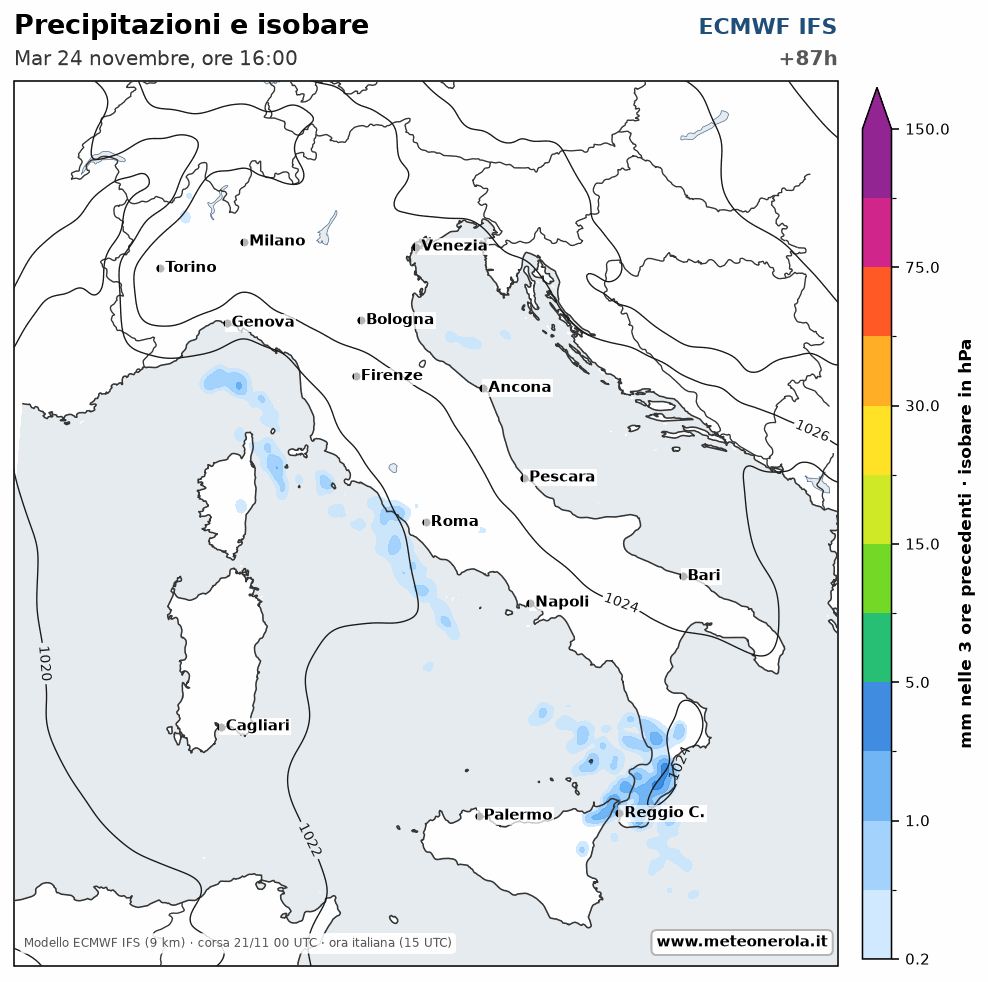 Precipitazioni e isobare
ECMWF IFS
Mar 24 novembre, ore 16:00
+87h
150.0
75.0
30.0
15.0
5.0
1.0
0.2
mm nelle 3 ore precedenti · isobare in hPa
Milano
Venezia
Torino
Genova
Bologna
Firenze
Ancona
1026
Pescara
Roma
Bari
Napoli
1024
1020
Cagliari
1024
Palermo
Reggio C.
1022
Modello ECMWF IFS (9 km) · corsa 21/11 00 UTC · ora italiana (15 UTC)
www.meteonerola.it